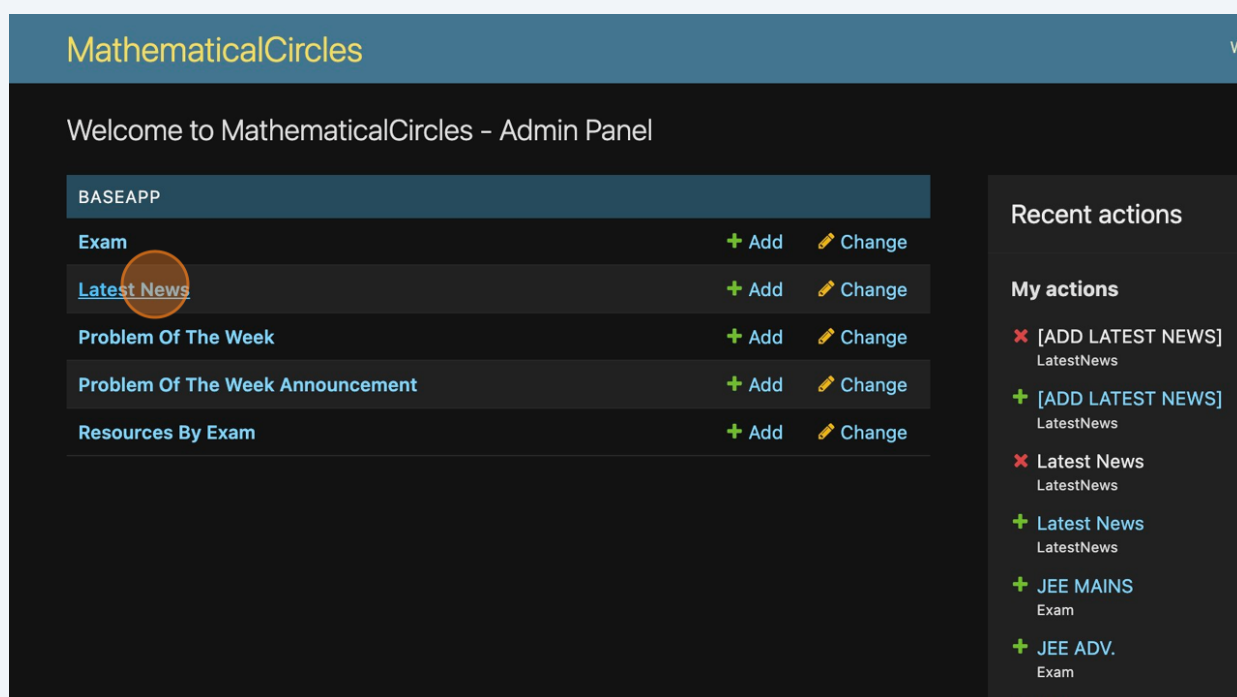 MathematicalCircles
Welcome to MathematicalCircles - Admin Panel
BASEAPP
Exam Add Change
Latest News Add Change
Problem Of The Week Add Change
Problem Of The Week Announcement Add Change
Resources By Exam Add Change
Recent actions
My actions
[ADD LATEST NEWS]
LatestNews
[ADD LATEST NEWS]
LatestNews
Latest News
LatestNews
Latest News
LatestNews
JEE MAINS
Exam
JEE ADV.
Exam